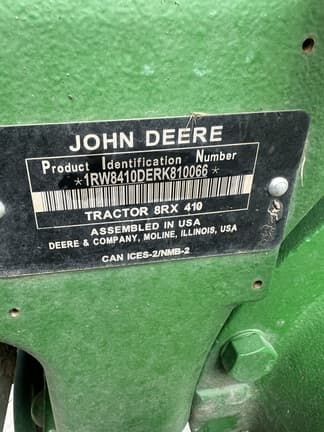 JOHN DEERE
Product Identification Number
*1RW8410DERK810066*
TRACTOR 8RX 410
ASSEMBLED IN USA
DEERE & COMPANY, MOLINE, ILLINOIS, USA
CAN ICES-2/NMB-2